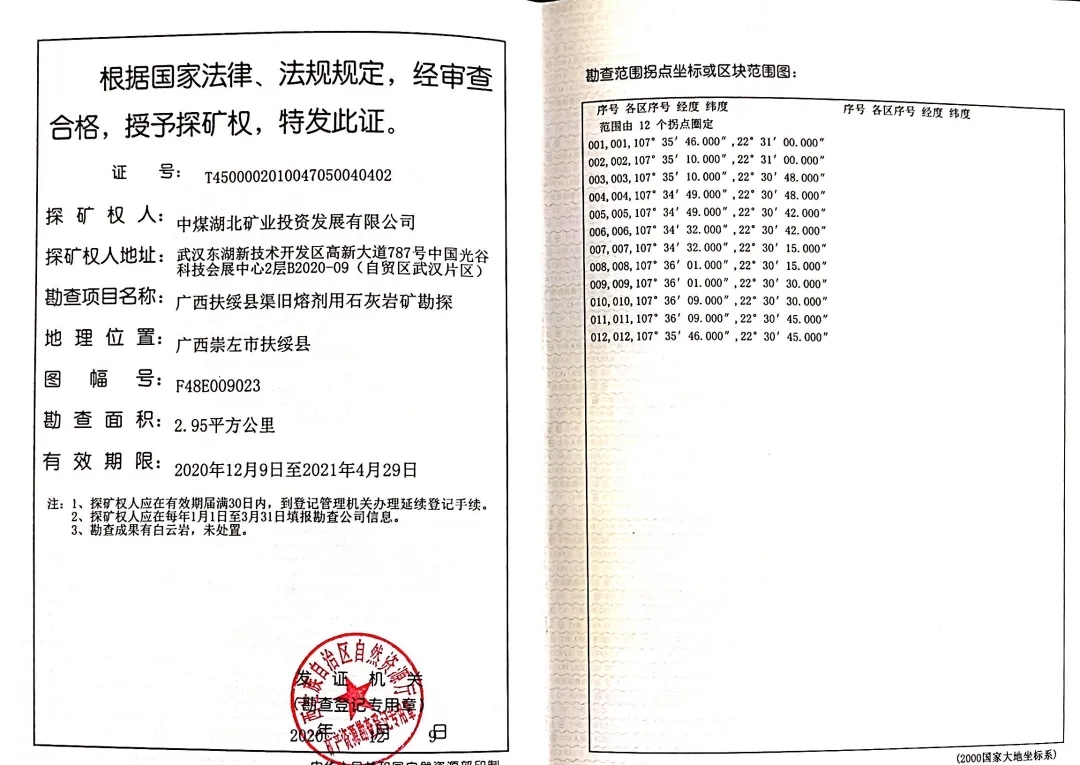 根据国家法律、法规规定，经审查
合格，授予探矿权，特发此证。
证 号： T4500002010047050040402
探 矿 权 人： 中煤湖北矿业投资发展有限公司
探矿权人地址： 武汉东湖新技术开发区高新大道787号中国光谷
科技会展中心2层B2020-09（自贸区武汉片区）
勘查项目名称： 广西扶绥县渠旧熔剂用石灰岩矿勘探
地 理 位 置： 广西崇左市扶绥县
图 幅 号： F48E009023
勘 查 面 积： 2.95平方公里
有 效 期 限： 2020年12月9日至2021年4月29日
注：1、探矿权人应在有效期届满30日内，到登记管理机关办理延续登记手续。
2、探矿权人应在每年1月1日至3月31日填报勘查公司信息。
3、勘查成果有白云岩，未处置。
发 证 机 关
（勘查登记专用章）
2020年 12月 9日
中华人民共和国自然资源部印制
勘查范围拐点坐标或区块范围图：
序号 各区序号 经度 纬度 序号 各区序号 经度 纬度
范围由 12 个拐点圈定
001,001,107° 35′ 46.000″,22° 31′ 00.000″
002,002,107° 35′ 10.000″,22° 31′ 00.000″
003,003,107° 35′ 10.000″,22° 30′ 48.000″
004,004,107° 34′ 49.000″,22° 30′ 48.000″
005,005,107° 34′ 49.000″,22° 30′ 42.000″
006,006,107° 34′ 32.000″,22° 30′ 42.000″
007,007,107° 34′ 32.000″,22° 30′ 15.000″
008,008,107° 36′ 01.000″,22° 30′ 15.000″
009,009,107° 36′ 01.000″,22° 30′ 30.000″
010,010,107° 36′ 09.000″,22° 30′ 30.000″
011,011,107° 36′ 09.000″,22° 30′ 45.000″
012,012,107° 35′ 46.000″,22° 30′ 45.000″
(2000国家大地坐标系)